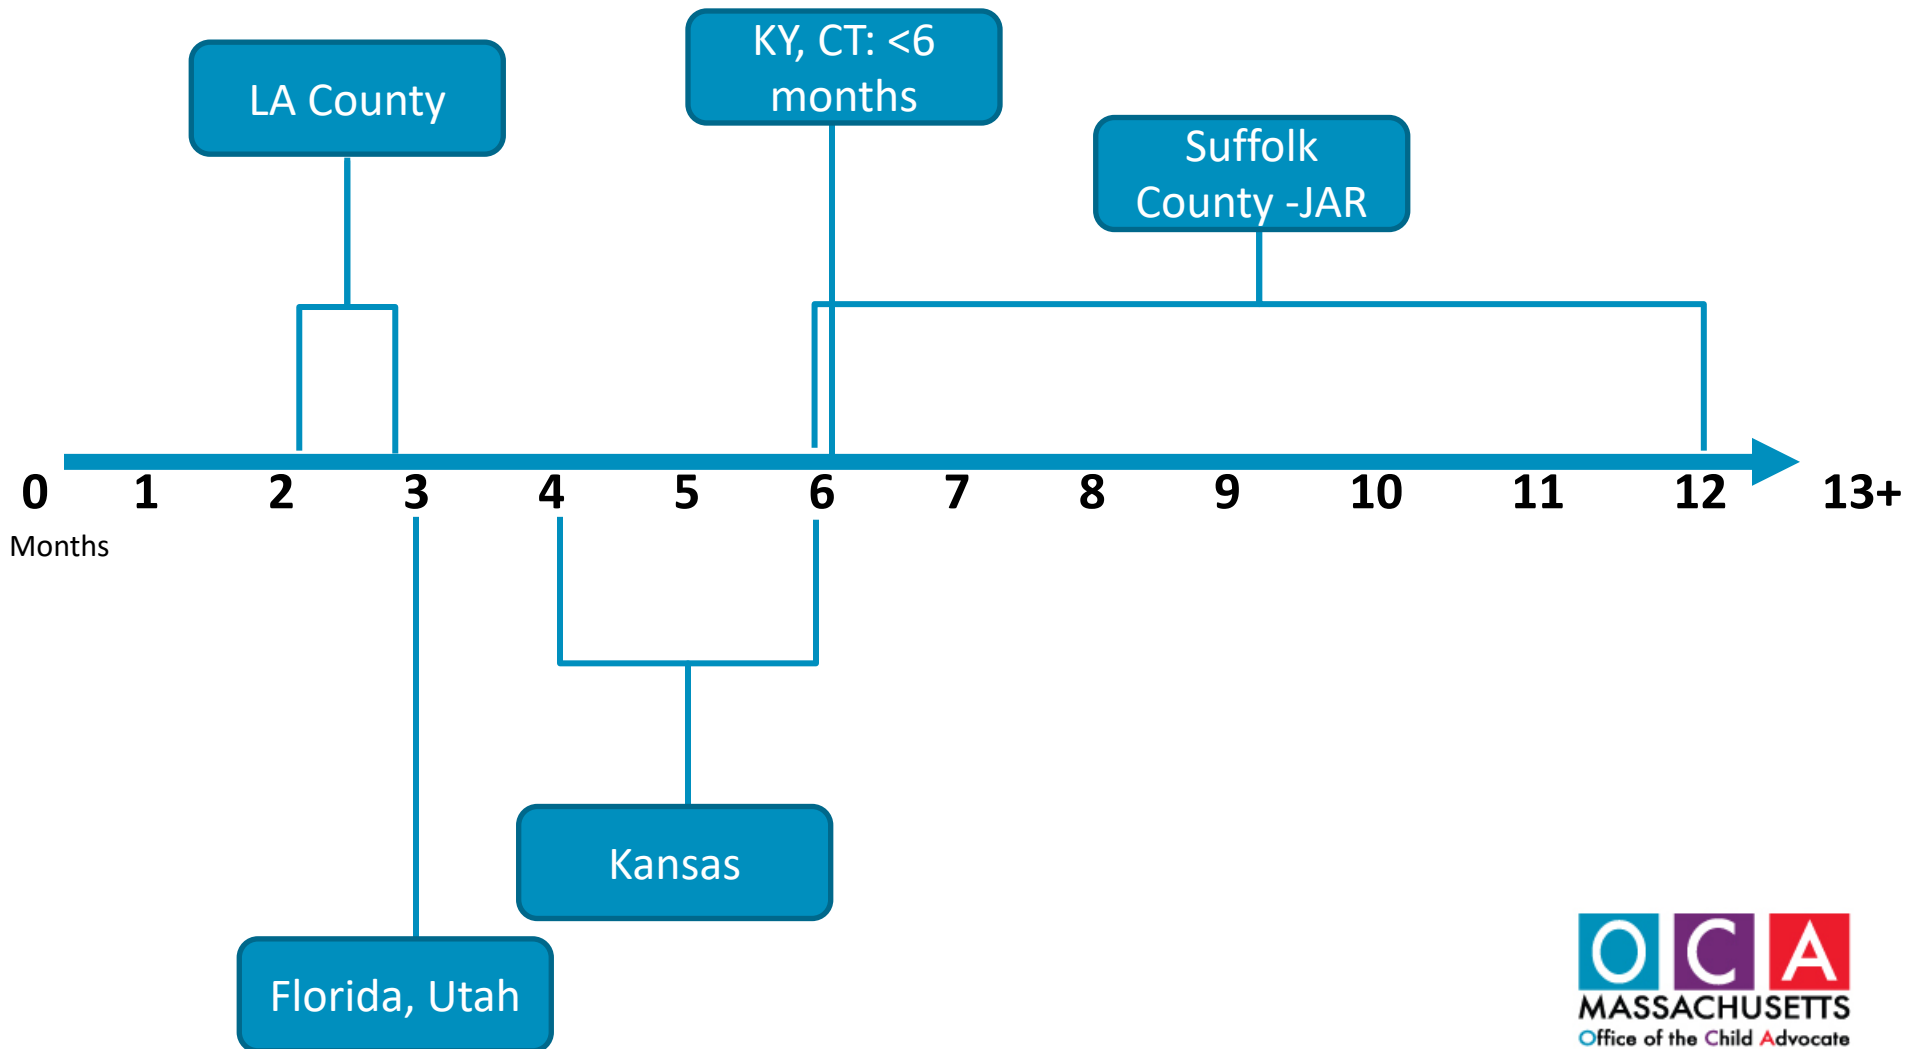 KY, CT: <6
months
LA County
Suffolk
County -JAR
0 1 2 3 4 5 6 7 8 9 10 11 12 13+
Months
Kansas
Florida, Utah
OCA
MASSACHUSETTS
Office of the Child Advocate